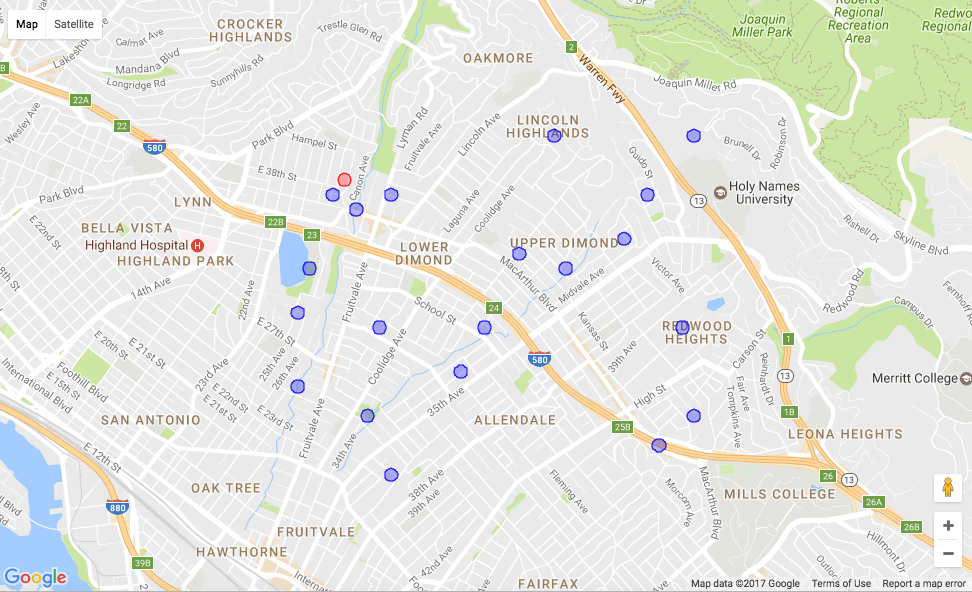 Map Satellite
CROCKER
HIGHLANDS
Trestle Glen Rd
Joaquin
Miller Park
Roberts
Regional
Recreation
Area
Redwood
Regional
Calmar Ave
Lakeshore
Mandana Blvd
Longridge Rd
Sunnyhills Rd
OAKMORE
2
Warren Fwy
Joaquin Millet Rd
22A
22
580
Wesley Ave
Park Blvd
Hampel St
Lyman Rd
Fruitvale Ave
Lincoln Ave
LINCOLN
HIGHLANDS
Guido St
Brunell Dr
Robinson Dr
E 38th St
Canon Ave
Park Blvd
LYNN
Laguna Ave
Coolidge Ave
13
Holy Names
University
E 22nd St
BELLA VISTA
22B
23
Highland Hospital H
HIGHLAND PARK
LOWER
DIMOND
UPPER DIMOND
Rishell Dr
Skyline Blvd
14th Ave
22nd Ave
Fruitvale Ave
MacArthur Blvd
Midvale Ave
Victor Ave
Redwood Rd
Fernhoff Rd
Campus Dr
School St
24
Kansas St
REDWOOD
HEIGHTS
E 27th St
E 20th St
E 21st St
580
39th Ave
Carson St
1
Coolidge Ave
25th Ave
26th Ave
23rd Ave
Foothill Blvd
E 15th St
International Blvd
E 22nd St
E 21st St
E 23rd St
35th Ave
High St
Fair Ave
Tompkins Ave
Reinhardt Dr
13
Merritt College
1B
SAN ANTONIO
Fruitvale Ave
34th Ave
ALLENDALE
25B
LEONA HEIGHTS
E 12th St
OAK TREE
38th Ave
39th Ave
Fleming Ave
Morcom Ave
MacArthur Blvd
MILLS COLLEGE
26
13
26A
26B
880
FRUITVALE
HAWTHORNE
39B
International
42nd Ave
FAIRFAX
Hillmont Dr
Google
Map data ©2017 Google Terms of Use Report a map error